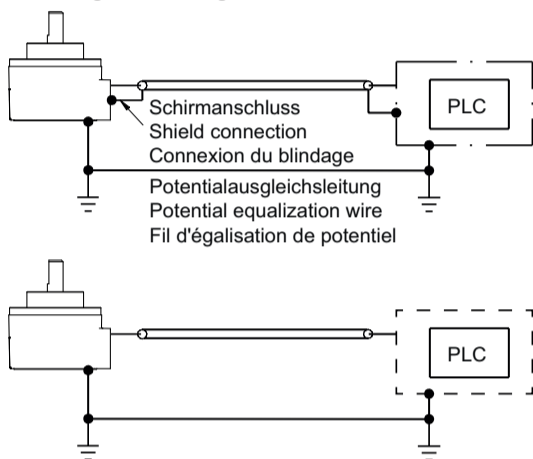 PLC
Schirmanschluss
Shield connection
Connexion du blindage
Potentialausgleichsleitung
Potential equalization wire
Fil d'égalisation de potentiel
PLC